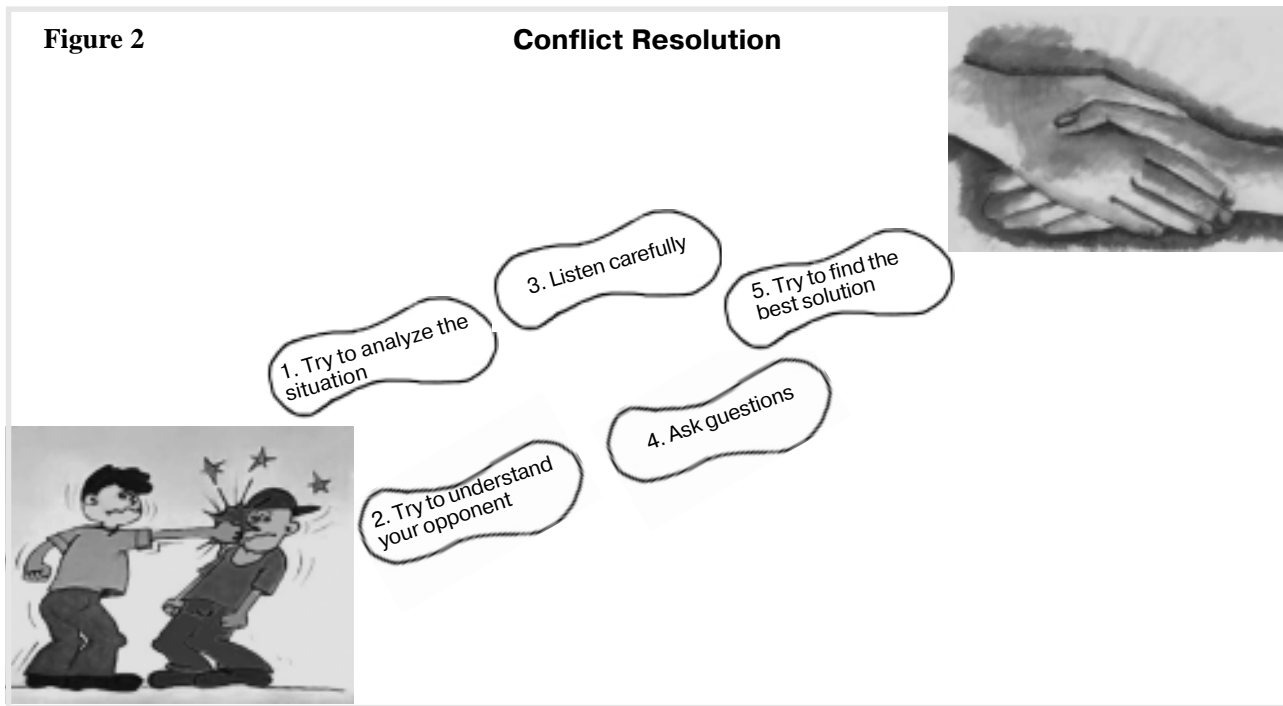 Figure 2
Conflict Resolution
1. Try to analyze the
situation
2. Try to understand
your opponent
3. Listen carefully
4. Ask guestions
5. Try to find the
best solution